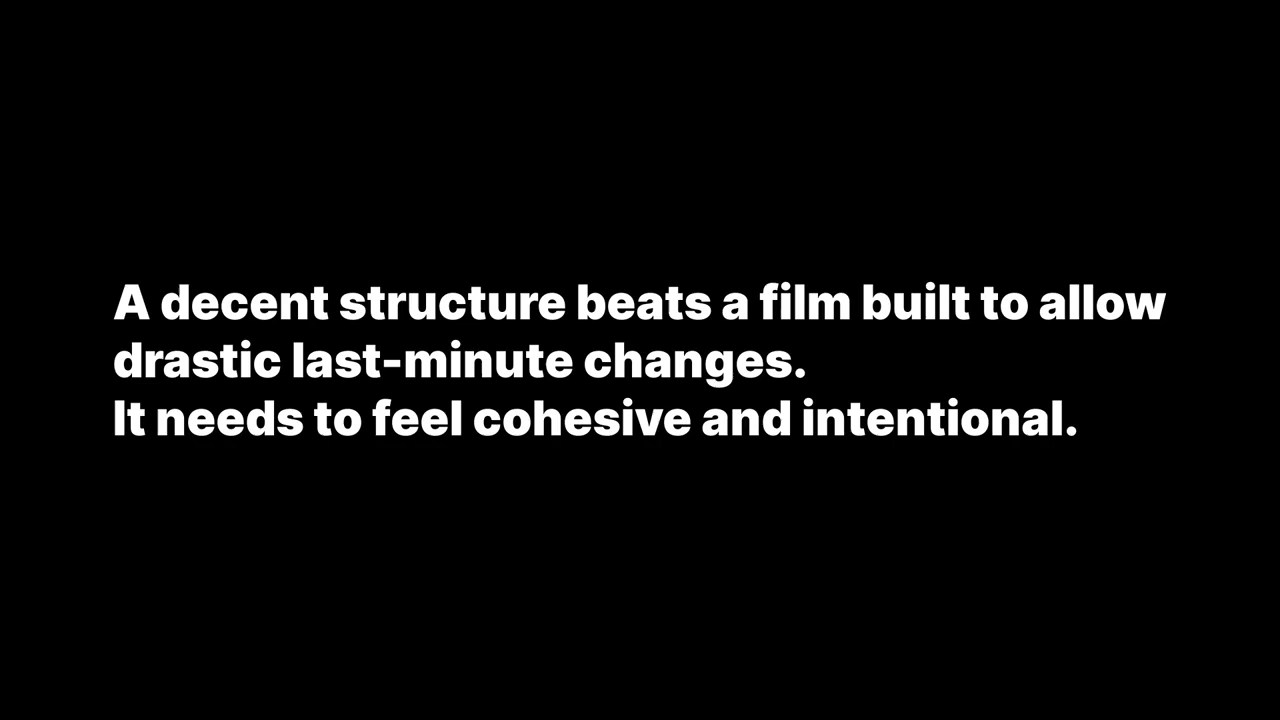 A decent structure beats a film built to allow
drastic last-minute changes.
It needs to feel cohesive and intentional.